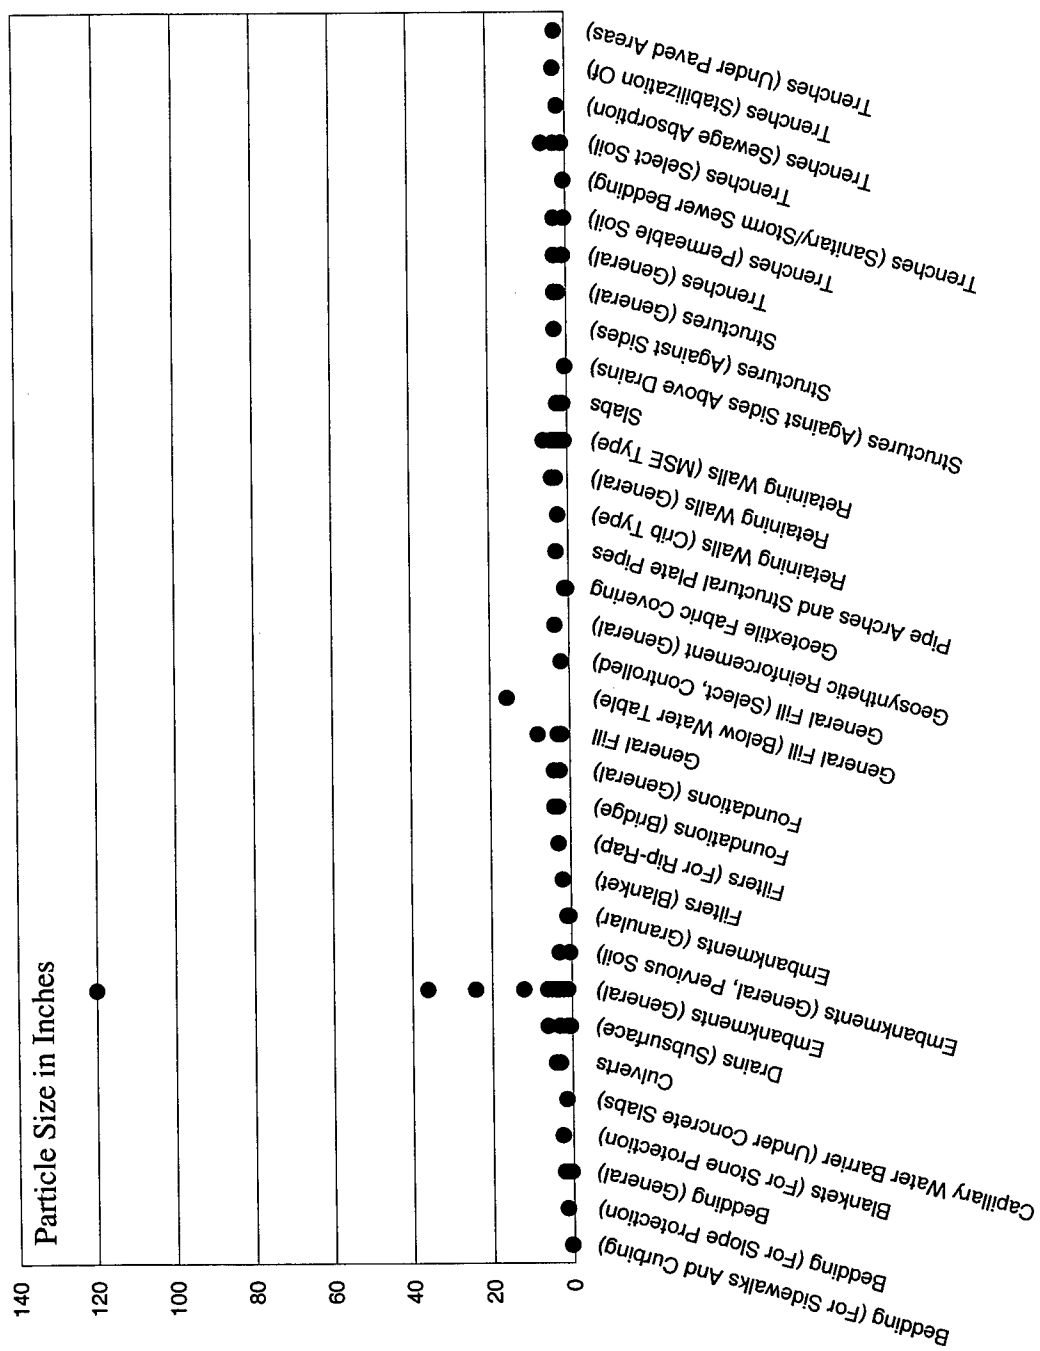 Particle Size in Inches
140
120
100
80
60
40
20
0
Bedding (For Sidewalks And Curbing)
Bedding (For Slope Protection)
Bedding (General)
Blankets (For Stone Protection)
Capillary Water Barrier (Under Concrete Slabs)
Culverts
Drains (Subsurface)
Embankments (General)
Embankments (General, Pervious Soil)
Embankments (Granular)
Filters (Blanket)
Filters (For Rip-Rap)
Foundations (Bridge)
Foundations (General)
General Fill
General Fill (Below Water Table)
General Fill (Select, Controlled)
Geosynthetic Reinforcement (General)
Geotextile Fabric Covering
Pipe Arches and Structural Plate Pipes
Retaining Walls (Crib Type)
Retaining Walls (General)
Retaining Walls (MSE Type)
Slabs
Structures (Against Sides Above Drains)
Structures (Against Sides)
Structures (General)
Trenches (General)
Trenches (Permeable Soil)
Trenches (Sanitary/Storm Sewer Bedding)
Trenches (Select Soil)
Trenches (Sewage Absorption)
Trenches (Stabilization Of)
Trenches (Under Paved Areas)